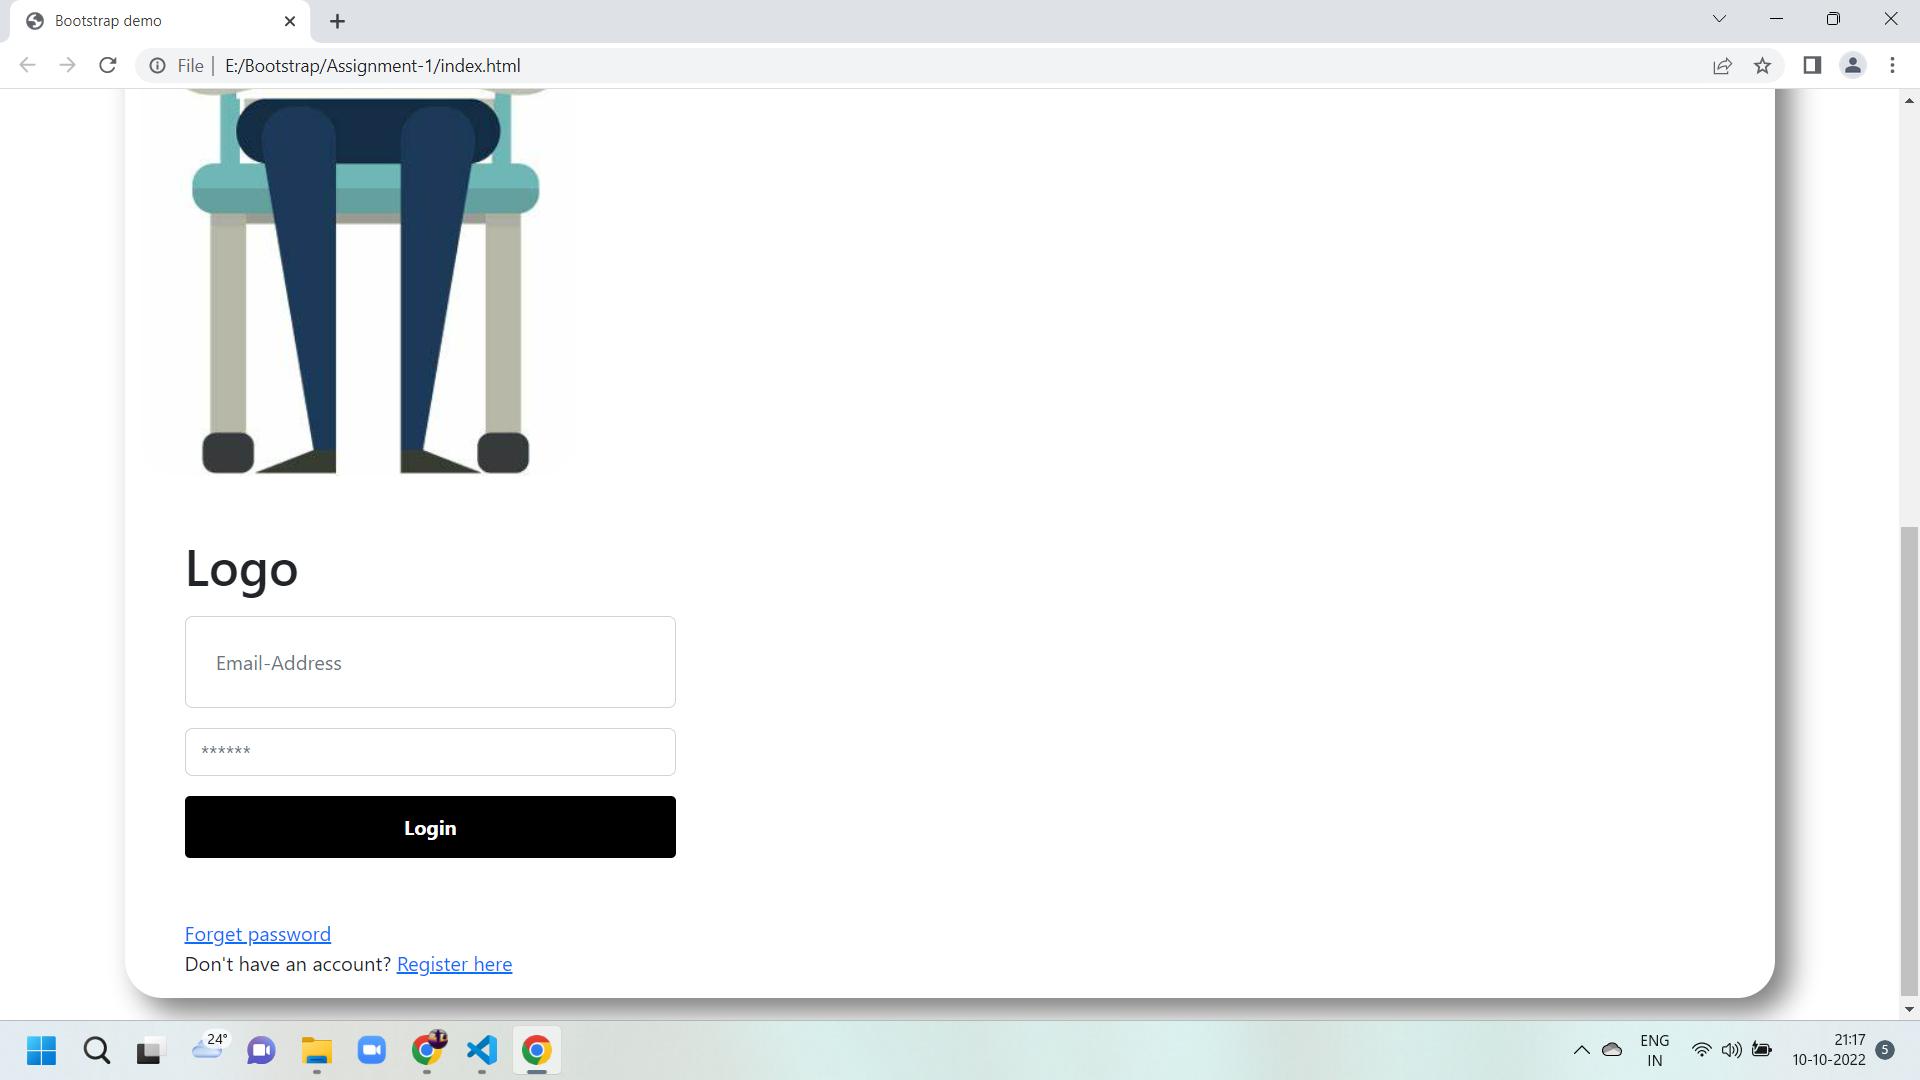 Bootstrap demo
File
E:/Bootstrap/Assignment-1/index.html
Logo
Email-Address
******
Login
Forget password
Don't have an account? Register here
24°
ENG
IN
21:17
10-10-2022
5